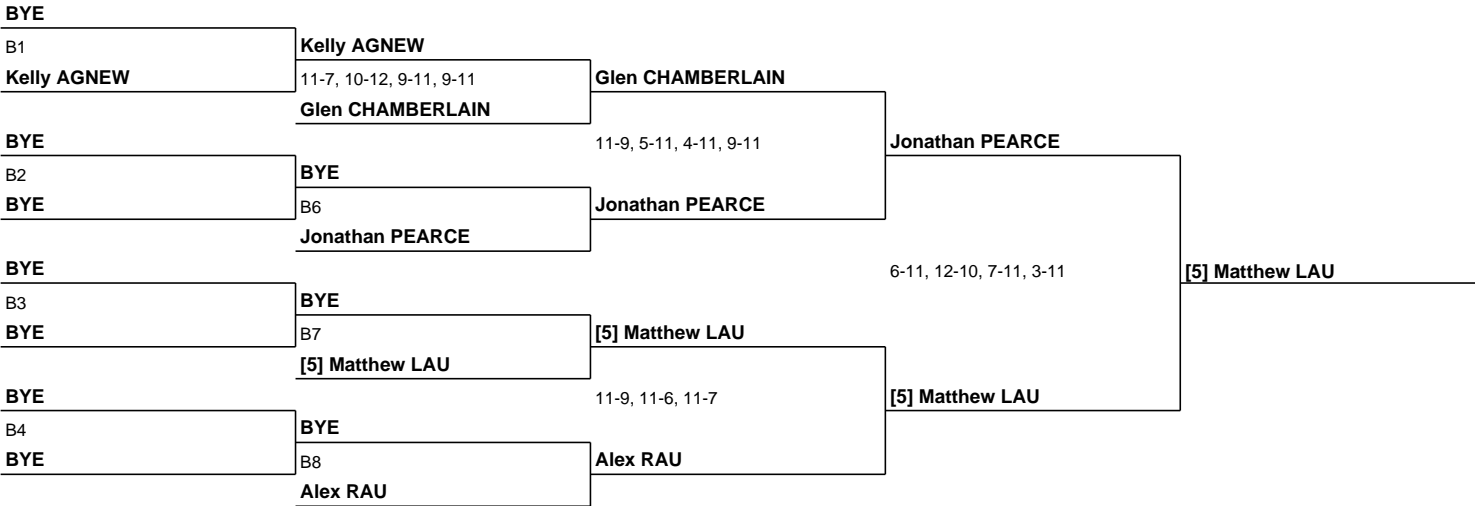 BYE
B1
Kelly AGNEW
BYE
B2
BYE
BYE
B3
BYE
BYE
B4
BYE
Kelly AGNEW
11-7, 10-12, 9-11, 9-11
Glen CHAMBERLAIN
BYE
B6
Jonathan PEARCE
BYE
B7
[5] Matthew LAU
BYE
B8
Alex RAU
Glen CHAMBERLAIN
11-9, 5-11, 4-11, 9-11
Jonathan PEARCE
[5] Matthew LAU
11-9, 11-6, 11-7
Alex RAU
Jonathan PEARCE
6-11, 12-10, 7-11, 3-11
[5] Matthew LAU
[5] Matthew LAU